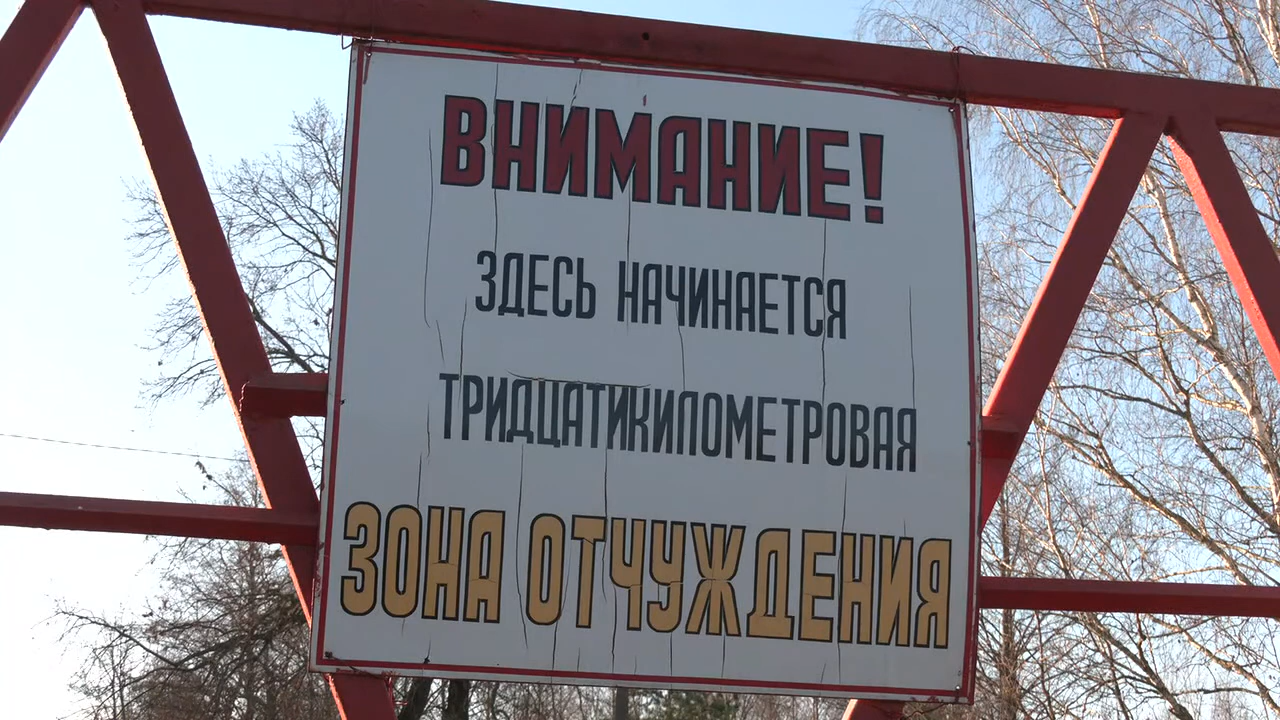 ВНИМАНИЕ!
ЗДЕСЬ НАЧИНАЕТСЯ
ТРИДЦАТИКИЛОМЕТРОВАЯ
ЗОНА ОТЧУЖДЕНИЯ